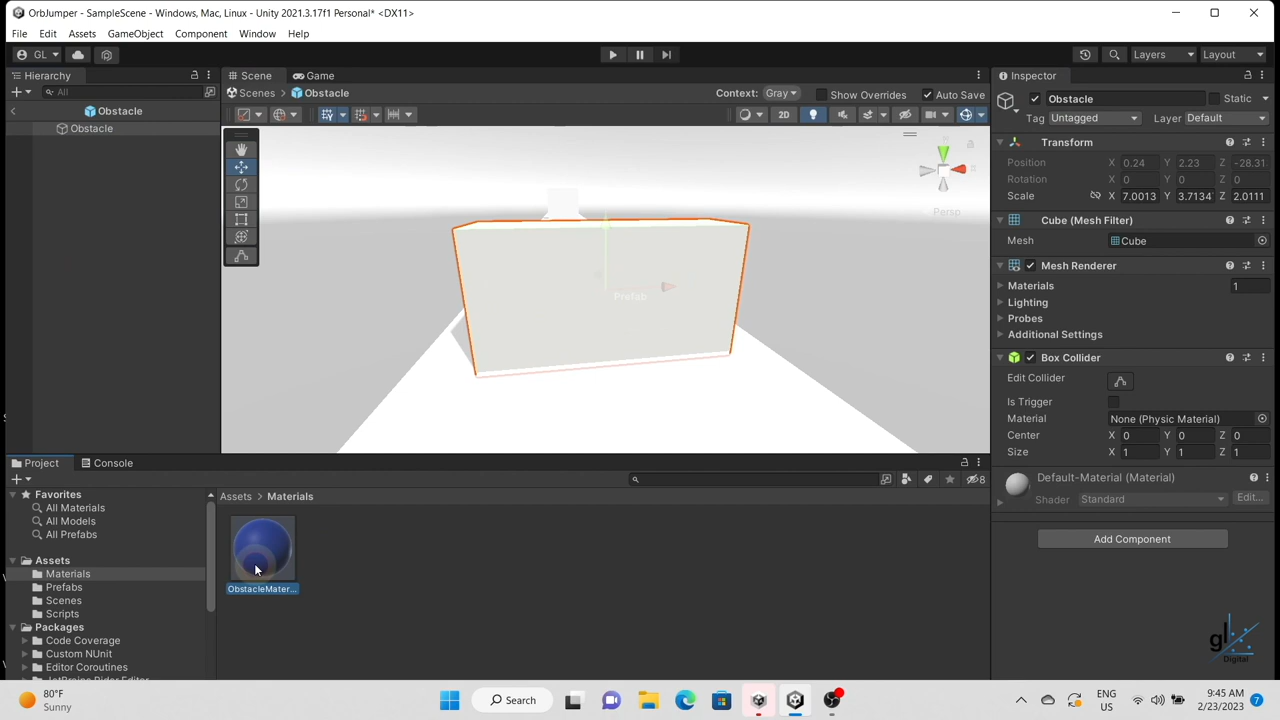 OrbJumper - SampleScene - Windows, Mac, Linux - Unity 2021.3.17f1 Personal* <DX11>
File Edit Assets GameObject Component Window Help
GL Layers Layout
Hierarchy Scene Game Inspector
All Scenes Obstacle Context: Gray Show Overrides Auto Save Obstacle Static
Obstacle 2D Tag Untagged Layer Default
Obstacle
Transform
Position X 0.24 Y 2.23 Z -28.31
Rotation X 0 Y 0 Z 0
Scale X 7.0013 Y 3.7134 Z 2.0111
Persp
Cube (Mesh Filter)
Mesh Cube
Mesh Renderer
Materials 1
Prefab
Lighting
Probes
Additional Settings
Box Collider
Edit Collider
Is Trigger
Material None (Physic Material)
Center X 0 Y 0 Z 0
Size X 1 Y 1 Z 1
Default-Material (Material)
Shader Standard Edit...
Add Component
Project Console
8
Favorites
All Materials
All Models
All Prefabs
Assets
Materials
Prefabs
Scenes
Scripts
Packages
Code Coverage
Custom NUnit
Editor Coroutines
JetBrains Rider Editor
Assets > Materials
ObstacleMater...
gl
Digital
80°F
Sunny
Search
ENG
US
9:45 AM
2/23/2023
7